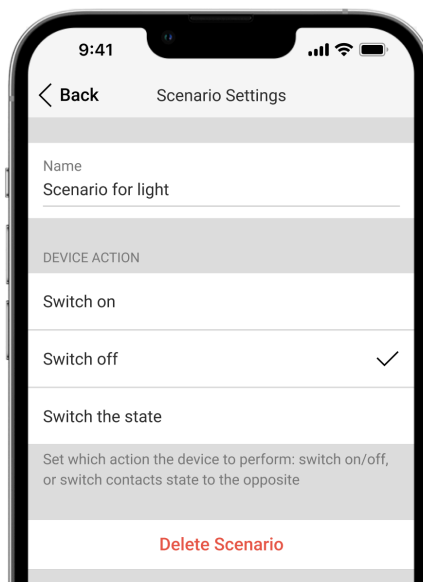 9:41
Back
Scenario Settings
Name
Scenario for light
DEVICE ACTION
Switch on
Switch off
Switch the state
Set which action the device to perform: switch on/off,
or switch contacts state to the opposite
Delete Scenario